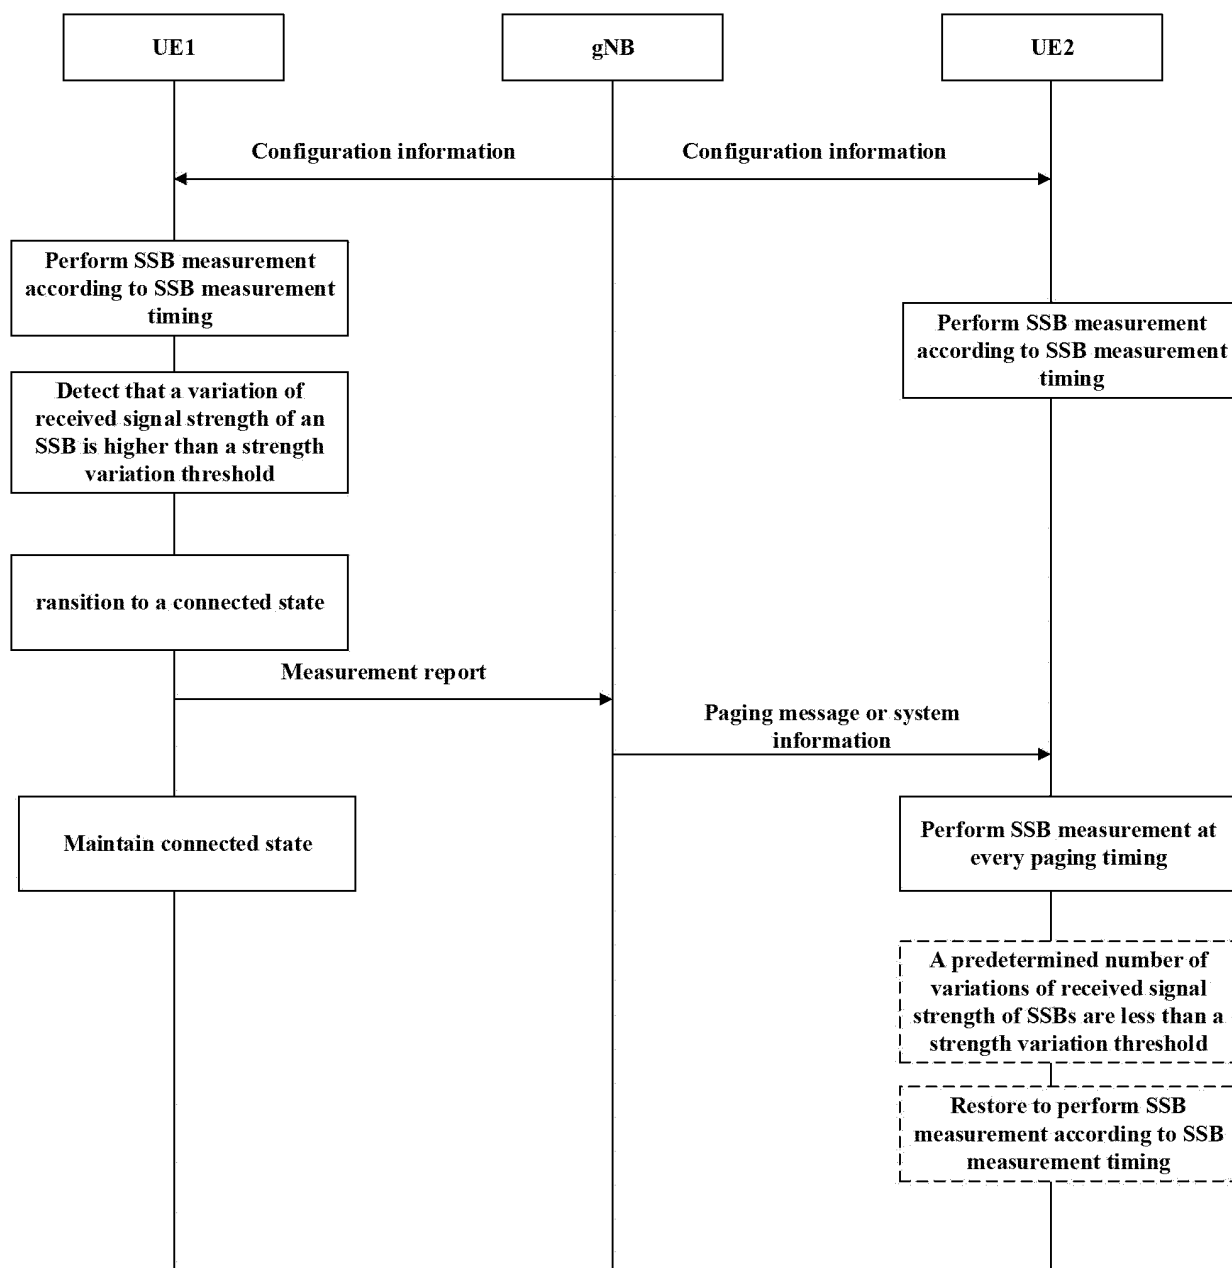 UE1
gNB
UE2
Configuration information
Configuration information
Perform SSB measurement
according to SSB measurement
timing
Perform SSB measurement
according to SSB measurement
timing
Detect that a variation of
received signal strength of an
SSB is higher than a strength
variation threshold
ransition to a connected state
Measurement report
Paging message or system
information
Maintain connected state
Perform SSB measurement at
every paging timing
A predetermined number of
variations of received signal
strength of SSBs are less than a
strength variation threshold
Restore to perform SSB
measurement according to SSB
measurement timing